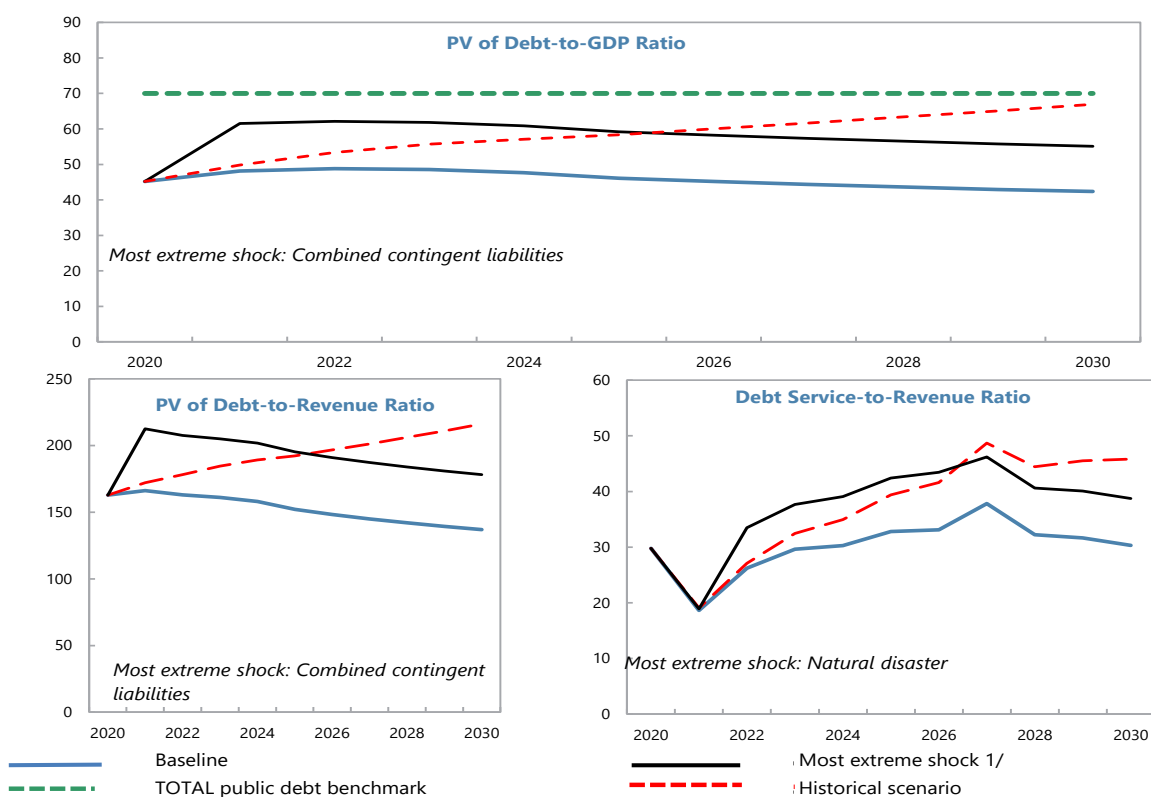 PV of Debt-to-GDP Ratio
90
80
70
60
50
40
30
20
10
0
Most extreme shock: Combined contingent liabilities
2020 2022 2024 2026 2028 2030
PV of Debt-to-Revenue Ratio
250
200
150
100
50
0
Most extreme shock: Combined contingent
liabilities
2020 2022 2024 2026 2028 2030
Debt Service-to-Revenue Ratio
60
50
40
30
20
10
0
Most extreme shock: Natural disaster
2020 2022 2024 2026 2028 2030
Baseline
TOTAL public debt benchmark
Most extreme shock 1/
Historical scenario